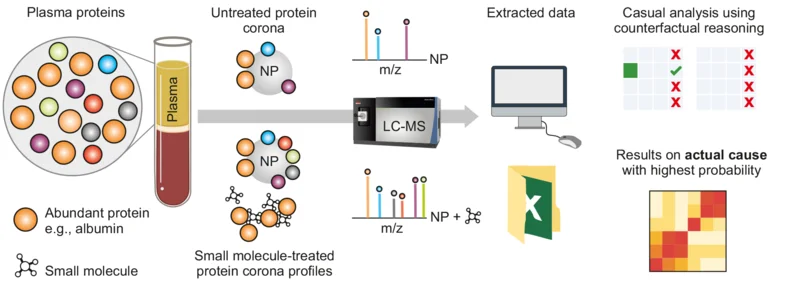 Plasma proteins
Plasma
Abundant protein
e.g., albumin
Small molecule
Untreated protein
corona
NP
NP
Small molecule-treated
protein corona profiles
m/z
NP
LC-MS
m/z
NP +
Extracted data
X
Casual analysis using
counterfactual reasoning
X
X
X
X
X
X
X
Results on actual cause
with highest probability